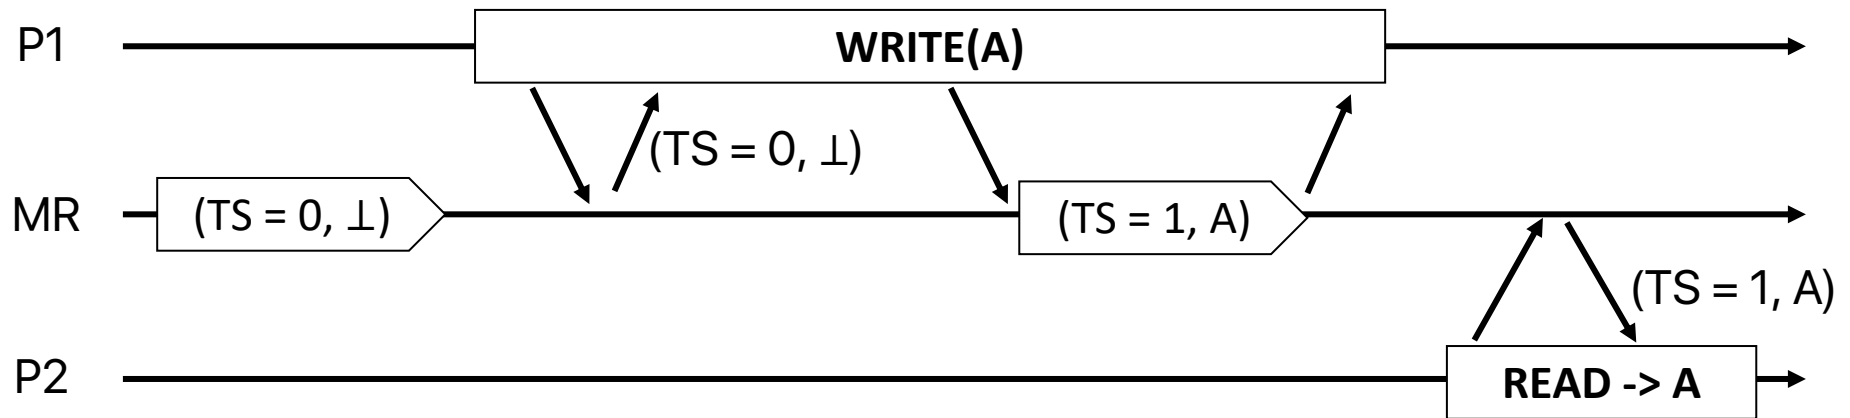 P1
WRITE(A)
(TS = 0, ⊥)
MR
(TS = 0, ⊥)
(TS = 1, A)
(TS = 1, A)
P2
READ -> A